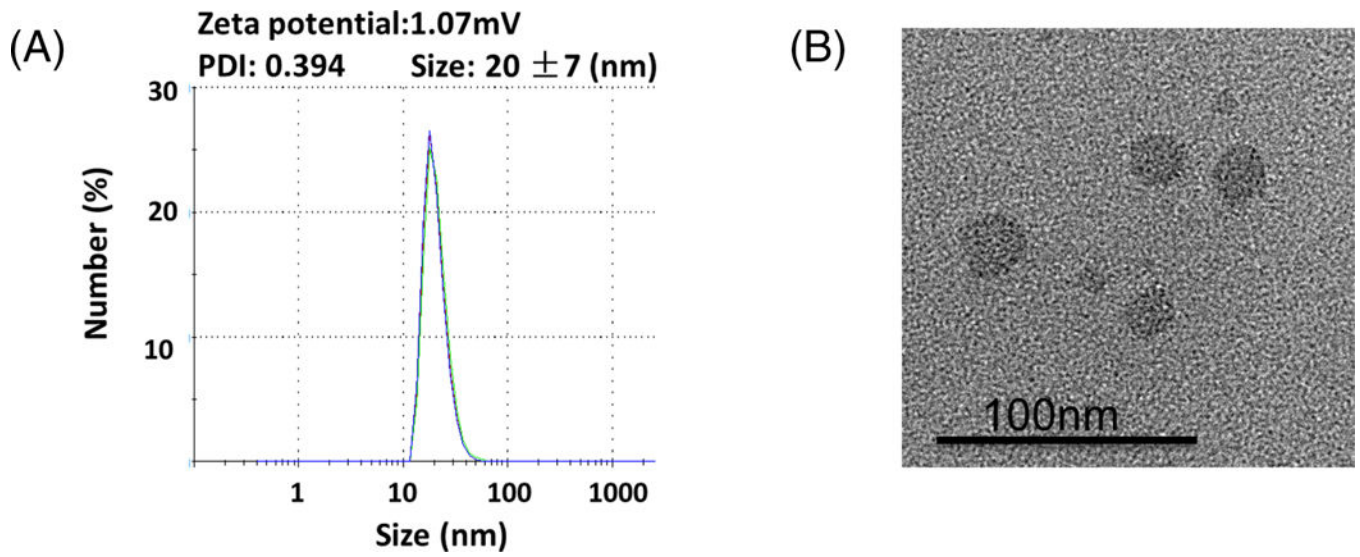 (A)
Zeta potential:1.07mV
PDI: 0.394 Size: 20 ±7 (nm)
30
20
10
Number (%)
1 10 100 1000
Size (nm)
(B)
100nm